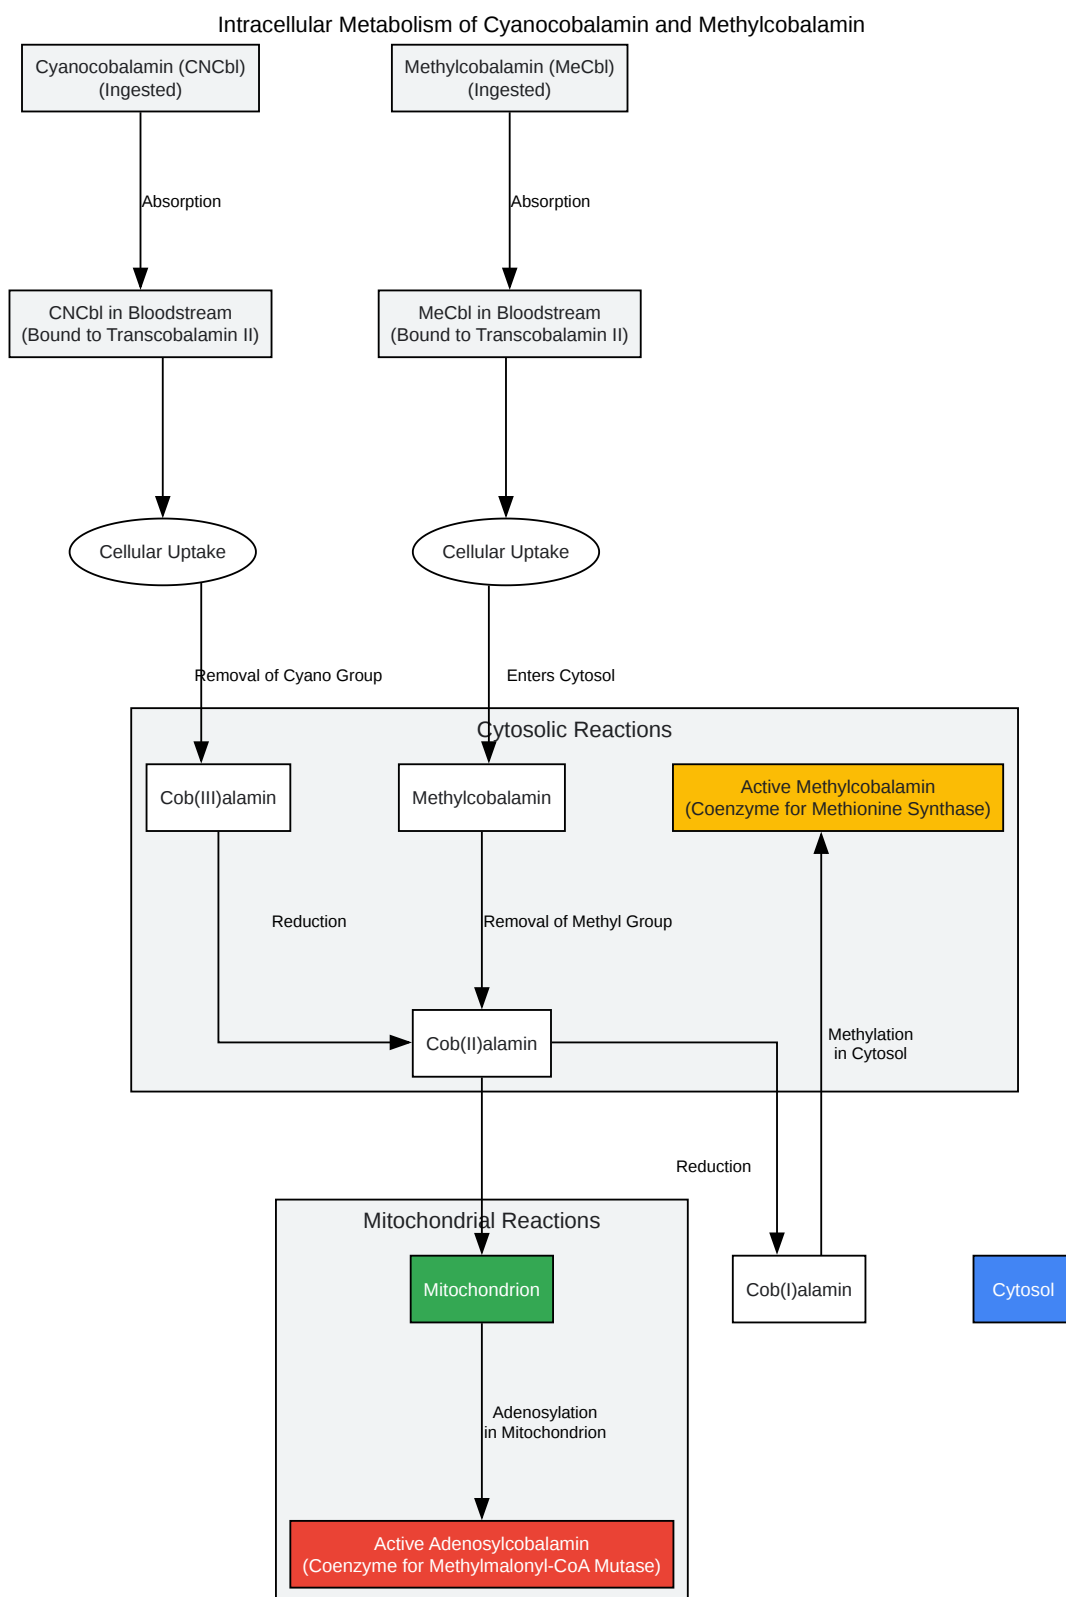 Intracellular Metabolism of Cyanocobalamin and Methylcobalamin
Cyanocobalamin (CNCbl)
(Ingested)
Methylcobalamin (MeCbl)
(Ingested)
Absorption
Absorption
CNCbl in Bloodstream
(Bound to Transcobalamin II)
MeCbl in Bloodstream
(Bound to Transcobalamin II)
Cellular Uptake
Cellular Uptake
Removal of Cyano Group
Enters Cytosol
Cytosolic Reactions
Cob(III)alamin
Methylcobalamin
Active Methylcobalamin
(Coenzyme for Methionine Synthase)
Reduction
Removal of Methyl Group
Cob(II)alamin
Methylation
in Cytosol
Reduction
Mitochondrial Reactions
Mitochondrion
Cob(I)alamin
Cytosol
Adenosylation
in Mitochondrion
Active Adenosylcobalamin
(Coenzyme for Methylmalonyl-CoA Mutase)